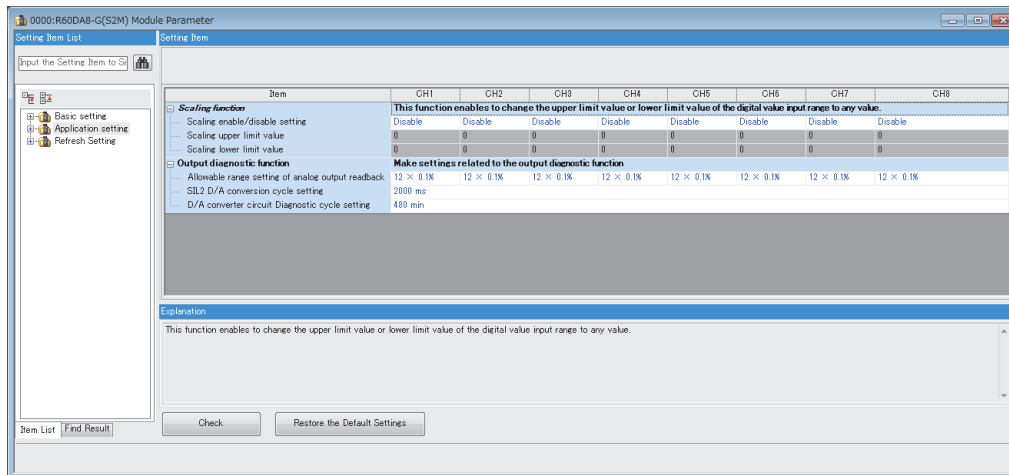 0000:R60DA8-G(S2M) Module Parameter
Setting Item List
Setting Item
Input the Setting Item to Se
Item CH1 CH2 CH3 CH4 CH5 CH6 CH7 CH8
Basic setting
Application setting
Refresh Setting
Scaling function This function enables to change the upper limit value or lower limit value of the digital value input range to any value.
Scaling enable/disable setting Disable Disable Disable Disable Disable Disable Disable Disable
Scaling upper limit value 0 0 0 0 0 0 0 0
Scaling lower limit value 0 0 0 0 0 0 0 0
Output diagnostic function Make settings related to the output diagnostic function
Allowable range setting of analog output readback 12 × 0.1% 12 × 0.1% 12 × 0.1% 12 × 0.1% 12 × 0.1% 12 × 0.1% 12 × 0.1% 12 × 0.1%
SIL2 D/A conversion cycle setting 2000 ms
D/A converter circuit Diagnostic cycle setting 480 min
Explanation
This function enables to change the upper limit value or lower limit value of the digital value input range to any value.
Item List Find Result
Check Restore the Default Settings